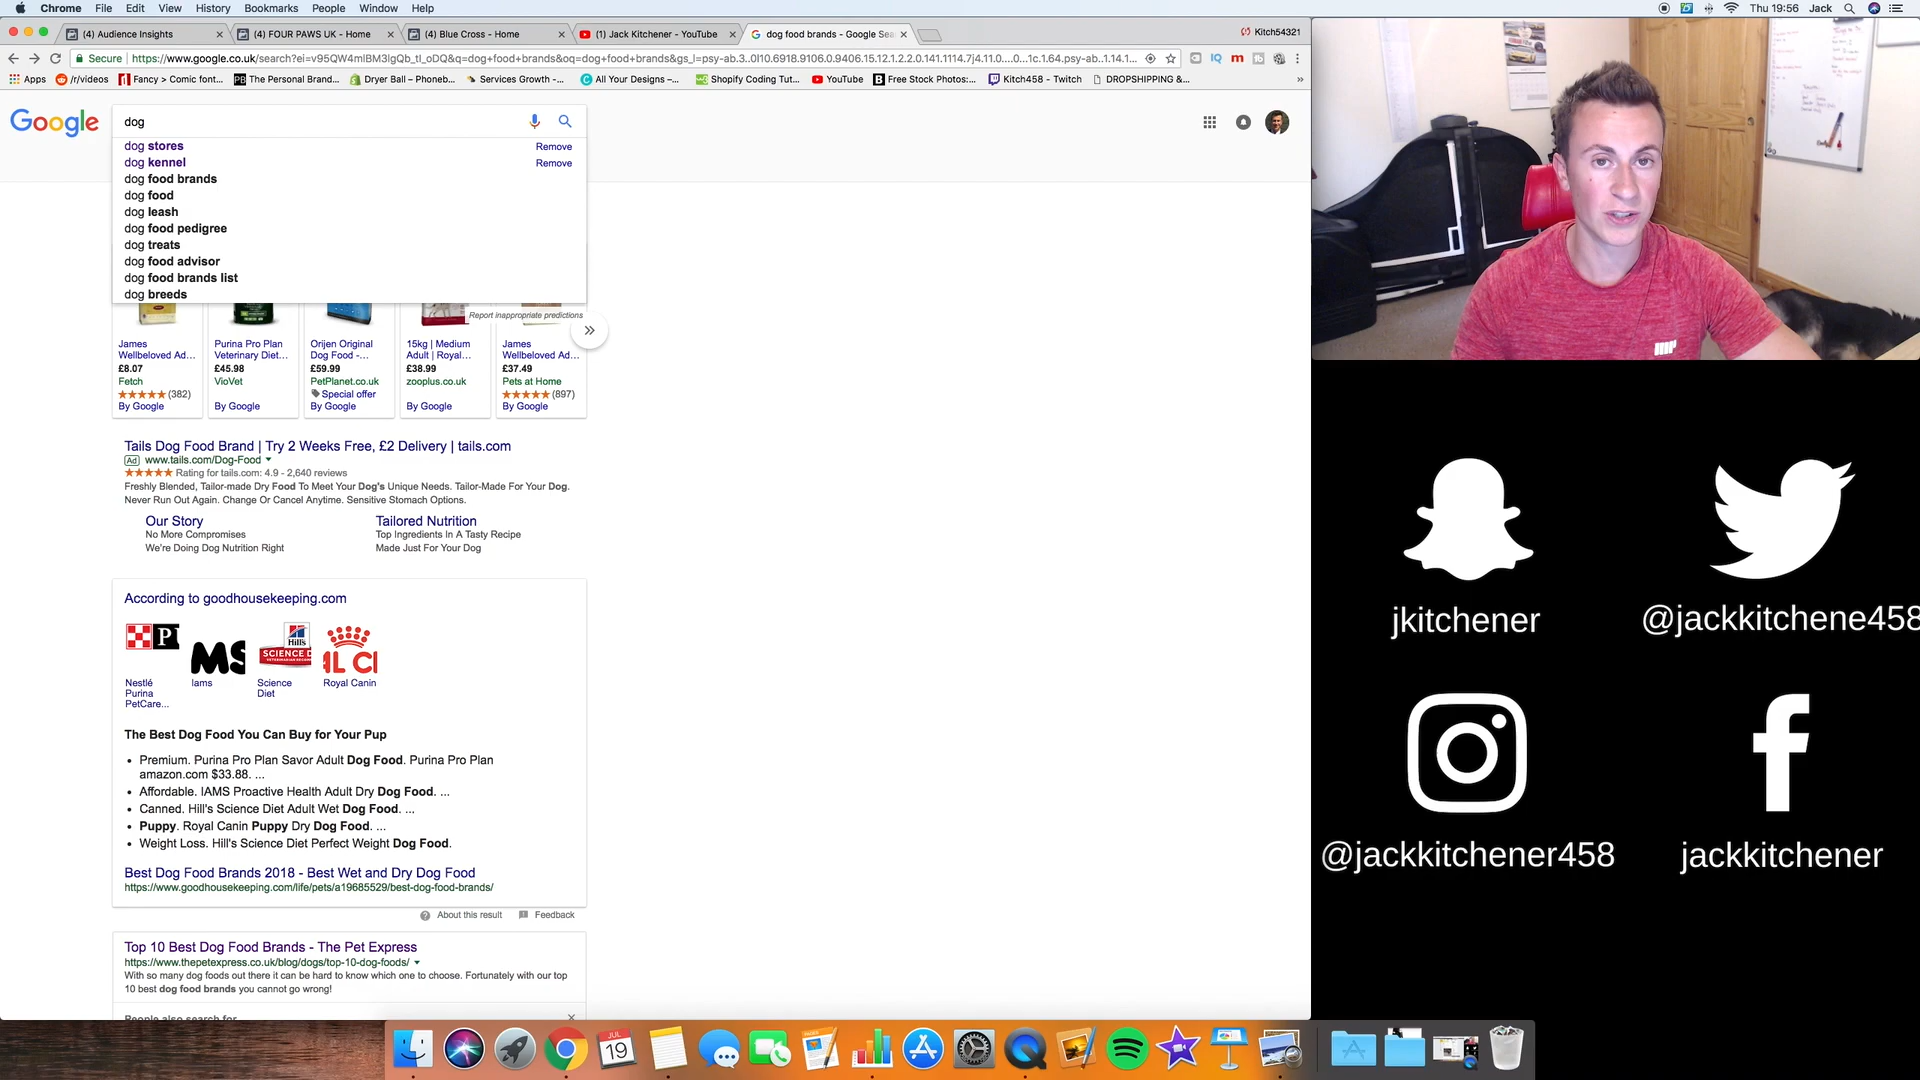 Chrome File Edit View History Bookmarks People Window Help
Thu 19:56 Jack
(4) Audience Insights
(4) FOUR PAWS UK - Home
(4) Blue Cross - Home
(1) Jack Kitchener - YouTube
dog food brands - Google Sea
Kitch54321
Secure
Apps
/r/videos
Fancy > Comic font...
The Personal Brand...
Dryer Ball – Phoneb...
Services Growth -...
All Your Designs –...
Shopify Coding Tut...
YouTube
Free Stock Photos:...
Kitch458 - Twitch
DROPSHIPPING &...
»
Google
dog
dog stores Remove
dog kennel Remove
dog food brands
dog food
dog leash
dog food pedigree
dog treats
dog food advisor
dog food brands list
dog breeds
Report inappropriate predictions
James Wellbeloved Ad...
£8.07
Fetch
(382)
By Google
Purina Pro Plan Veterinary Diet...
£45.98
VioVet
By Google
Orijen Original Dog Food -...
£59.99
PetPlanet.co.uk
Special offer
By Google
15kg | Medium Adult | Royal...
£38.99
zooplus.co.uk
By Google
James Wellbeloved Ad...
£37.49
Pets at Home
(897)
By Google
Tails Dog Food Brand | Try 2 Weeks Free, £2 Delivery | tails.com
Ad www.tails.com/Dog-Food
Rating for tails.com: 4.9 - 2,640 reviews
Freshly Blended, Tailor-made Dry Food To Meet Your Dog's Unique Needs. Tailor-Made For Your Dog.
Never Run Out Again. Change Or Cancel Anytime. Sensitive Stomach Options.
Our Story
No More Compromises
We're Doing Dog Nutrition Right
Tailored Nutrition
Top Ingredients In A Tasty Recipe
Made Just For Your Dog
According to goodhousekeeping.com
Nestlé Purina PetCare...
Iams
Science Diet
Royal Canin
The Best Dog Food You Can Buy for Your Pup
• Premium. Purina Pro Plan Savor Adult Dog Food. Purina Pro Plan
amazon.com $33.88. ...
• Affordable. IAMS Proactive Health Adult Dry Dog Food. ...
• Canned. Hill's Science Diet Adult Wet Dog Food. ...
• Puppy. Royal Canin Puppy Dry Dog Food. ...
• Weight Loss. Hill's Science Diet Perfect Weight Dog Food.
Best Dog Food Brands 2018 - Best Wet and Dry Dog Food
https://www.goodhousekeeping.com/life/pets/a19685529/best-dog-food-brands/
About this result Feedback
Top 10 Best Dog Food Brands - The Pet Express
https://www.thepetexpress.co.uk/blog/dogs/top-10-dog-foods/
With so many dog foods out there it can be hard to know which one to choose. Fortunately with our top
10 best dog food brands you cannot go wrong!
People also search for
jkitchener
@jackkitchene458
@jackkitchener458
jackkitchener
JUL
19